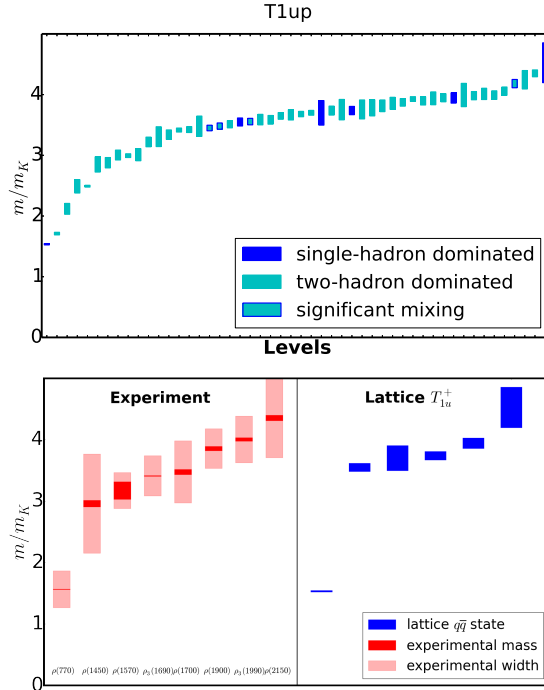 T1up
m/m_K
4
3
2
1
0
single-hadron dominated
two-hadron dominated
significant mixing
Levels
Experiment
Lattice T_{1u}^+
m/m_K
4
3
2
1
0
lattice qq̅ state
experimental mass
experimental width
ρ(770) ρ(1450) ρ(1570) ρ₃(1690) ρ(1700) ρ(1900) ρ₃(1990) ρ(2150)